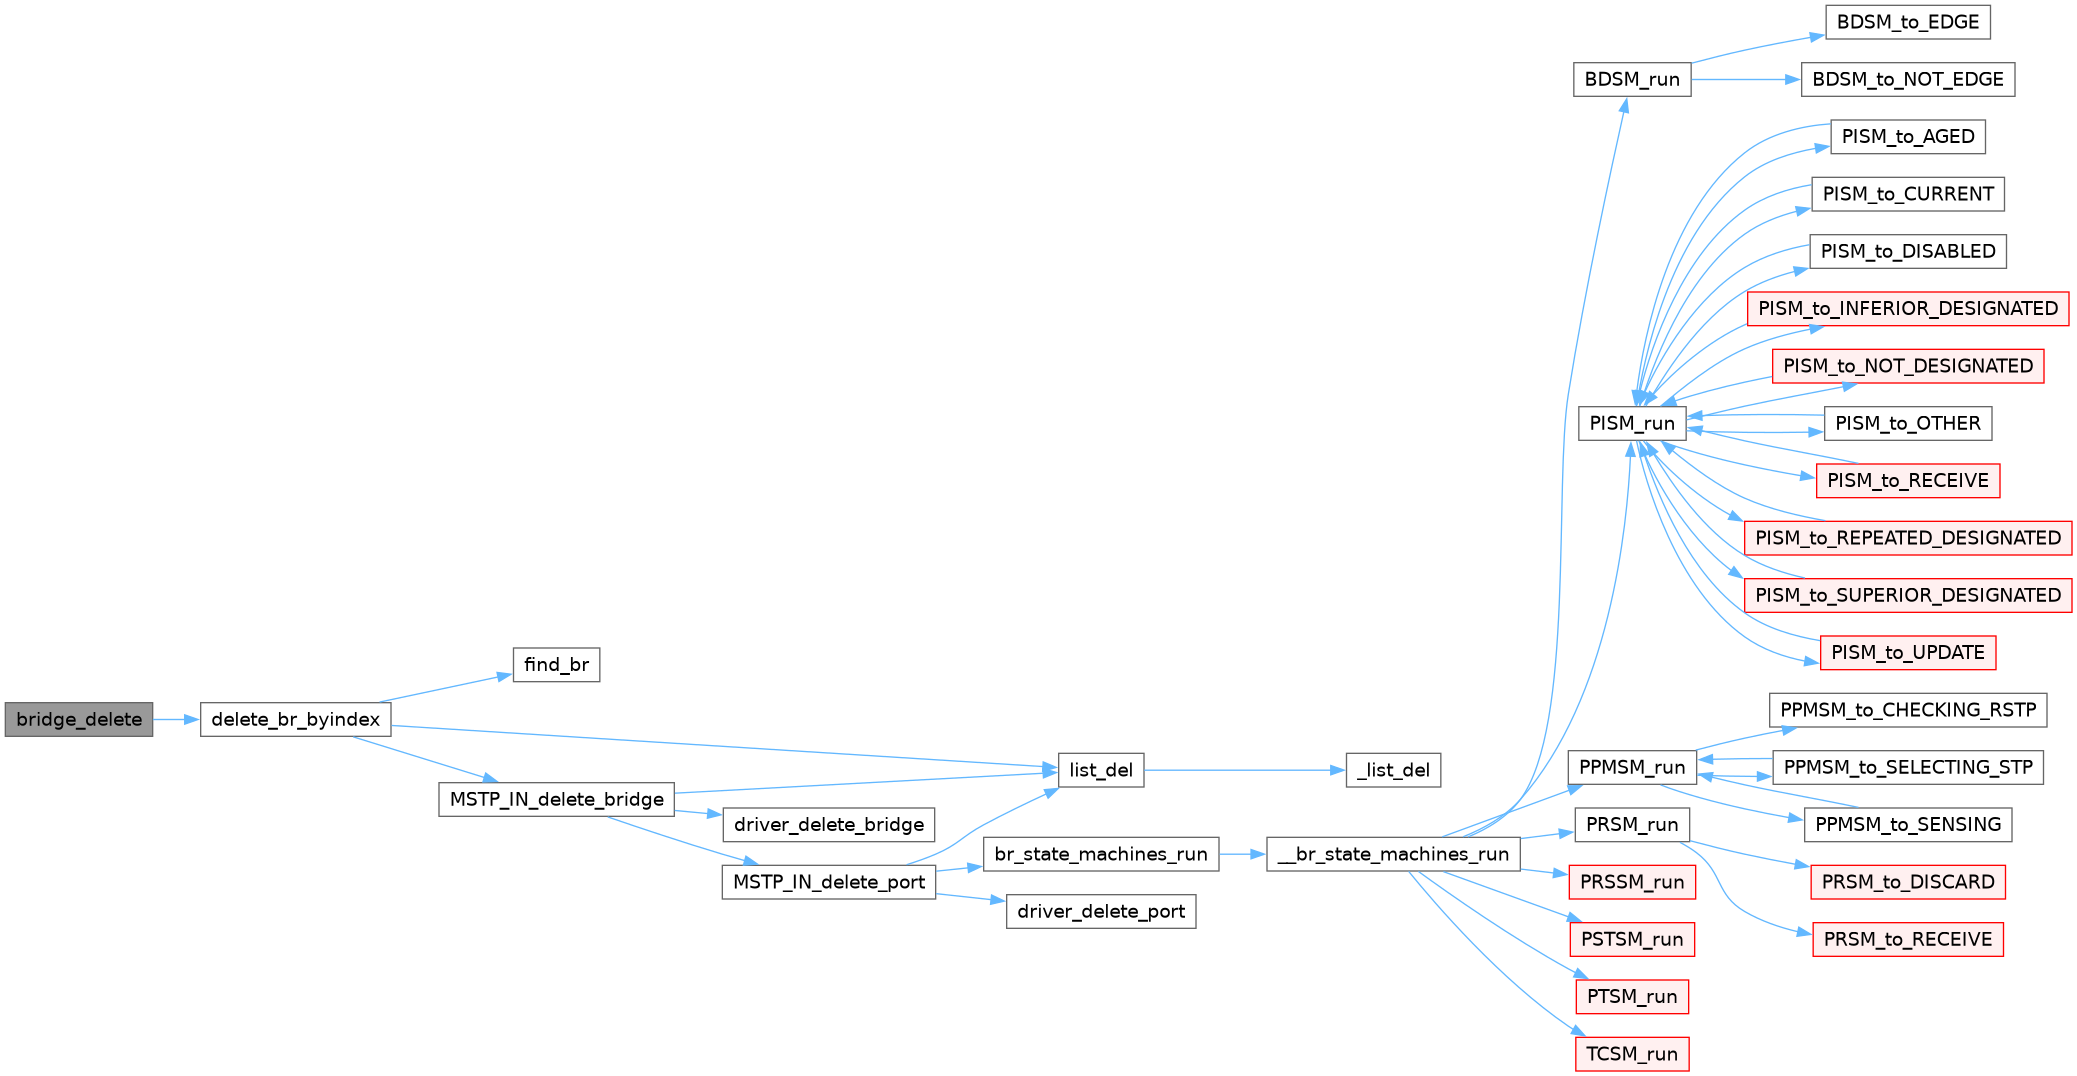 BDSM_to_EDGE
BDSM_run
BDSM_to_NOT_EDGE
PISM_to_AGED
PISM_to_CURRENT
PISM_to_DISABLED
PISM_to_INFERIOR_DESIGNATED
PISM_to_NOT_DESIGNATED
PISM_run
PISM_to_OTHER
PISM_to_RECEIVE
PISM_to_REPEATED_DESIGNATED
PISM_to_SUPERIOR_DESIGNATED
PISM_to_UPDATE
find_br
bridge_delete
delete_br_byindex
MSTP_IN_delete_bridge
list_del
_list_del
driver_delete_bridge
MSTP_IN_delete_port
br_state_machines_run
__br_state_machines_run
driver_delete_port
PPMSM_to_CHECKING_RSTP
PPMSM_run
PPMSM_to_SELECTING_STP
PPMSM_to_SENSING
PRSM_run
PRSM_to_DISCARD
PRSSM_run
PRSM_to_RECEIVE
PSTSM_run
PTSM_run
TCSM_run